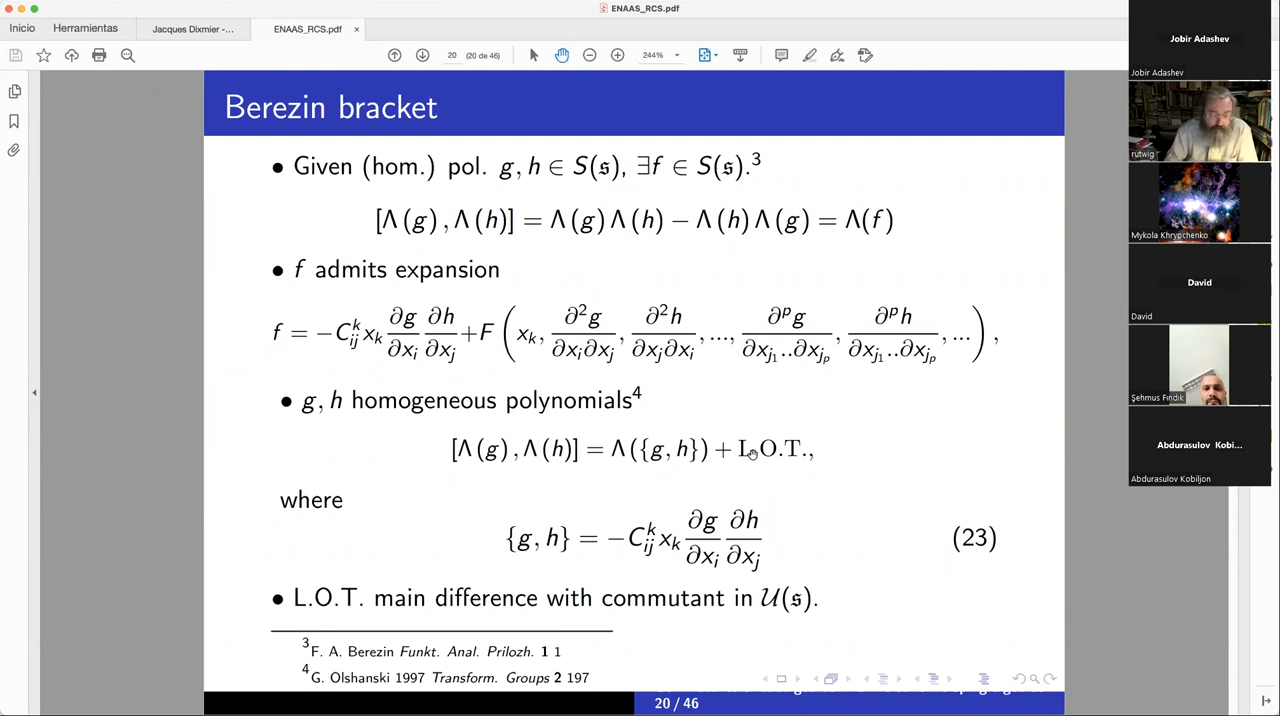 ENAAS_RCS.pdf
Inicio Herramientas Jacques Dixmier -... ENAAS_RCS.pdf ×
20 (20 de 46) 244%
Berezin bracket
• Given (hom.) pol. g, h ∈ S(𝔰), ∃f ∈ S(𝔰).³
[Λ(g), Λ(h)] = Λ(g) Λ(h) − Λ(h) Λ(g) = Λ(f)
• f admits expansion
f = −C_{ij}^k x_k ∂g/∂x_i ∂h/∂x_j + F (x_k, ∂²g/∂x_i∂x_j, ∂²h/∂x_j∂x_i, ..., ∂^p g/∂x_{j_1}..∂x_{j_p}, ∂^p h/∂x_{j_1}..∂x_{j_p}, ...),
• g, h homogeneous polynomials⁴
[Λ(g), Λ(h)] = Λ({g, h}) + L.O.T.,
where
{g, h} = −C_{ij}^k x_k ∂g/∂x_i ∂h/∂x_j (23)
• L.O.T. main difference with commutant in 𝒰(𝔰).
³F. A. Berezin Funkt. Anal. Prilozh. 1 1
⁴G. Olshanski 1997 Transform. Groups 2 197
20 / 46
Jobir Adashev
Jobir Adashev
rutwig
Mykola Khrypchenko
David
David
Şehmus Fındık
Abdurasulov Kobi...
Abdurasulov Kobiljon